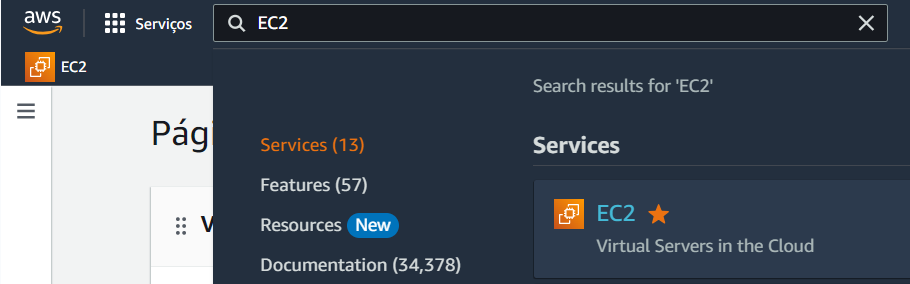 aws
Serviços
EC2
EC2
Search results for 'EC2'
Pági
Services (13)
Features (57)
Resources New
Documentation (34,378)
Services
EC2
Virtual Servers in the Cloud
V